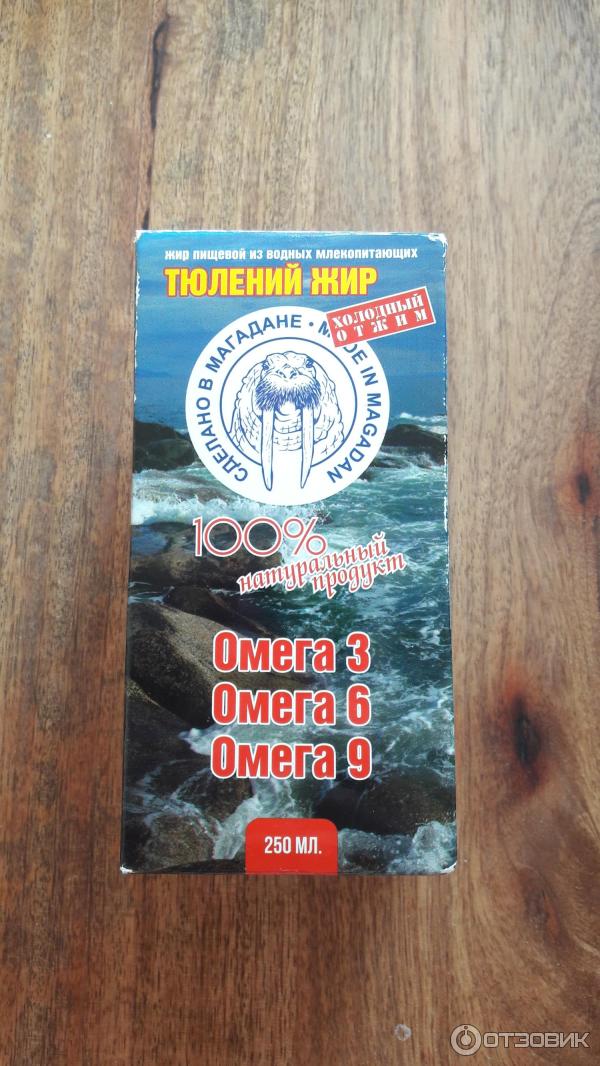 жир пищевой из водных млекопитающих
ТЮЛЕНИЙ ЖИР
ХОЛОДНЫЙ
ОТЖИМ
СДЕЛАНО В МАГАДАНЕ • MADE IN MAGADAN
100%
натуральный
продукт
Омега 3
Омега 6
Омега 9
250 МЛ.
ОТЗОВИК